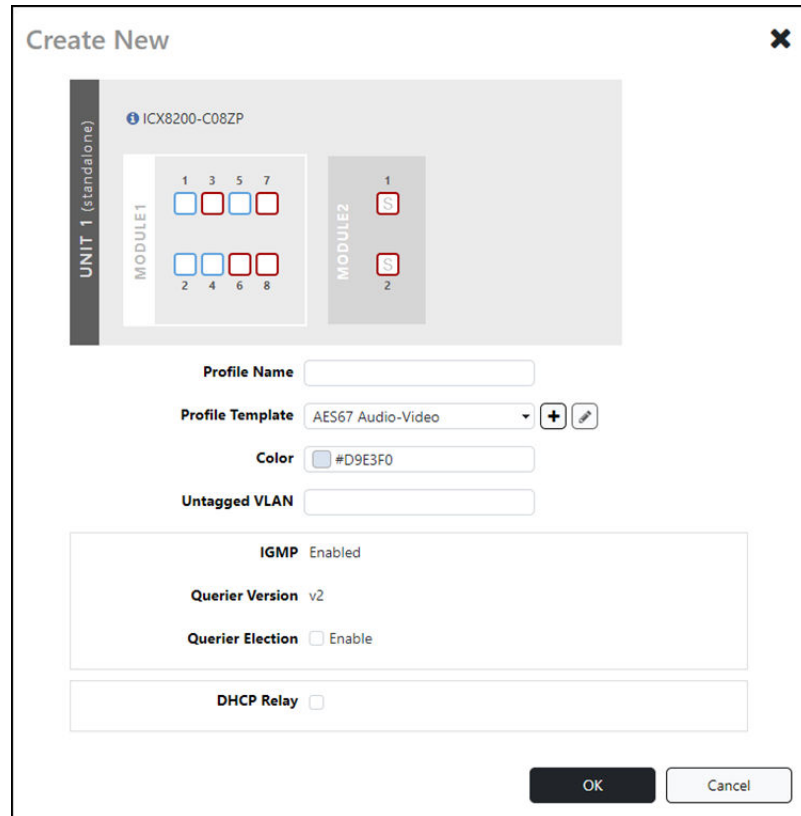 Create New
UNIT 1 (standalone)
ICX8200-C08ZP
MODULE1
1 3 5 7
2 4 6 8
MODULE2
1
S
S
2
Profile Name
Profile Template AES67 Audio-Video
Color #D9E3F0
Untagged VLAN
IGMP Enabled
Querier Version v2
Querier Election Enable
DHCP Relay
OK Cancel